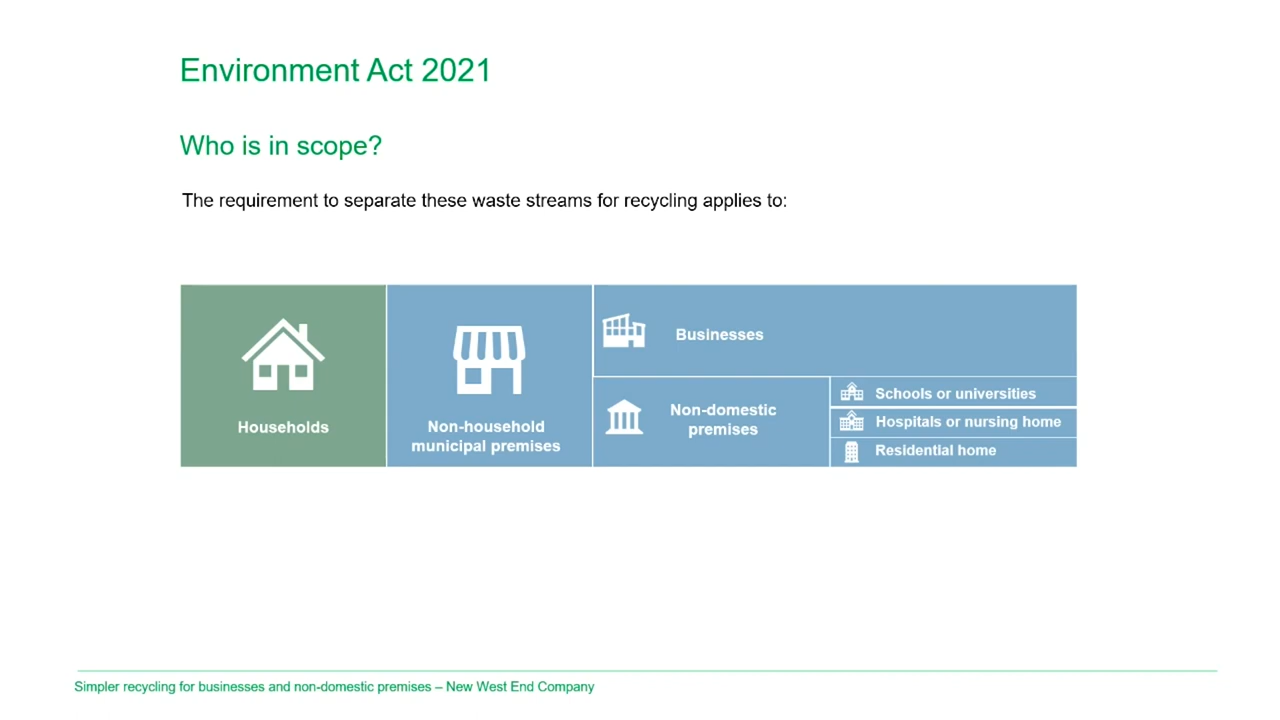 Environment Act 2021
Who is in scope?
The requirement to separate these waste streams for recycling applies to:
Households
Non-household
municipal premises
Businesses
Non-domestic
premises
Schools or universities
Hospitals or nursing home
Residential home
Simpler recycling for businesses and non-domestic premises – New West End Company